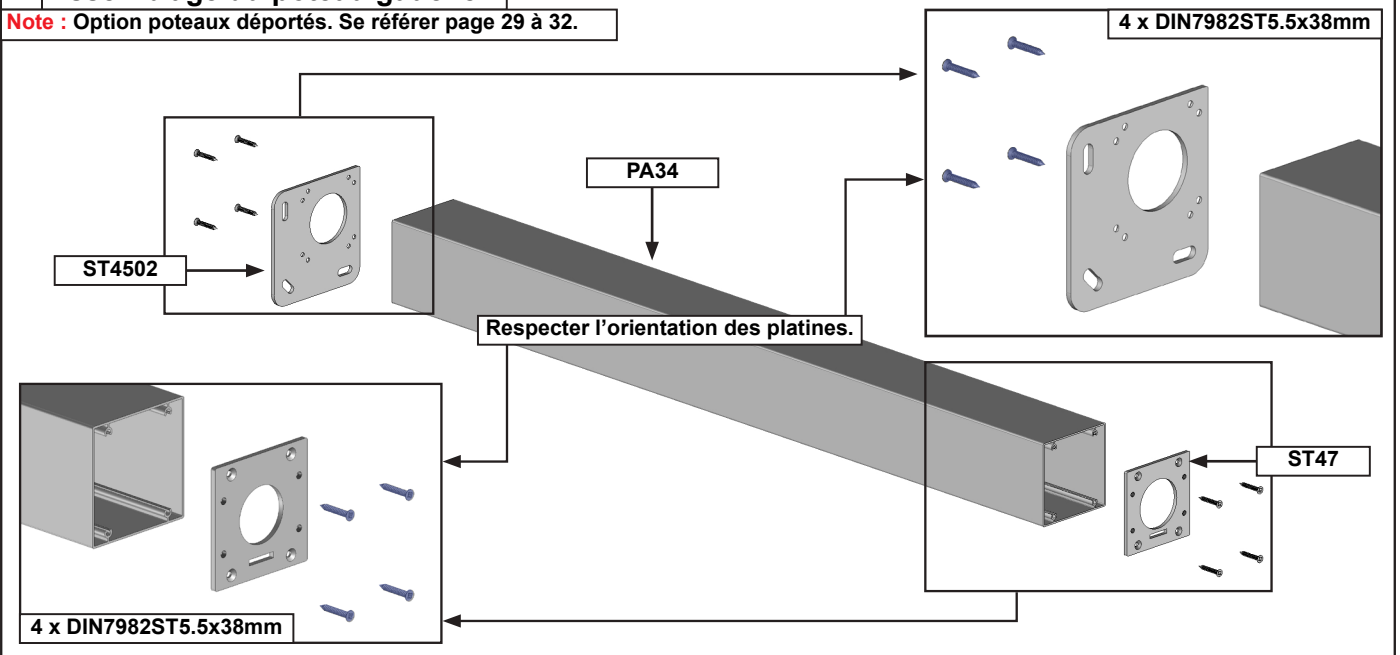 Note : Option poteaux déportés. Se référer page 29 à 32.
4 x DIN7982ST5.5x38mm
PA34
ST4502
Respecter l’orientation des platines.
ST47
4 x DIN7982ST5.5x38mm